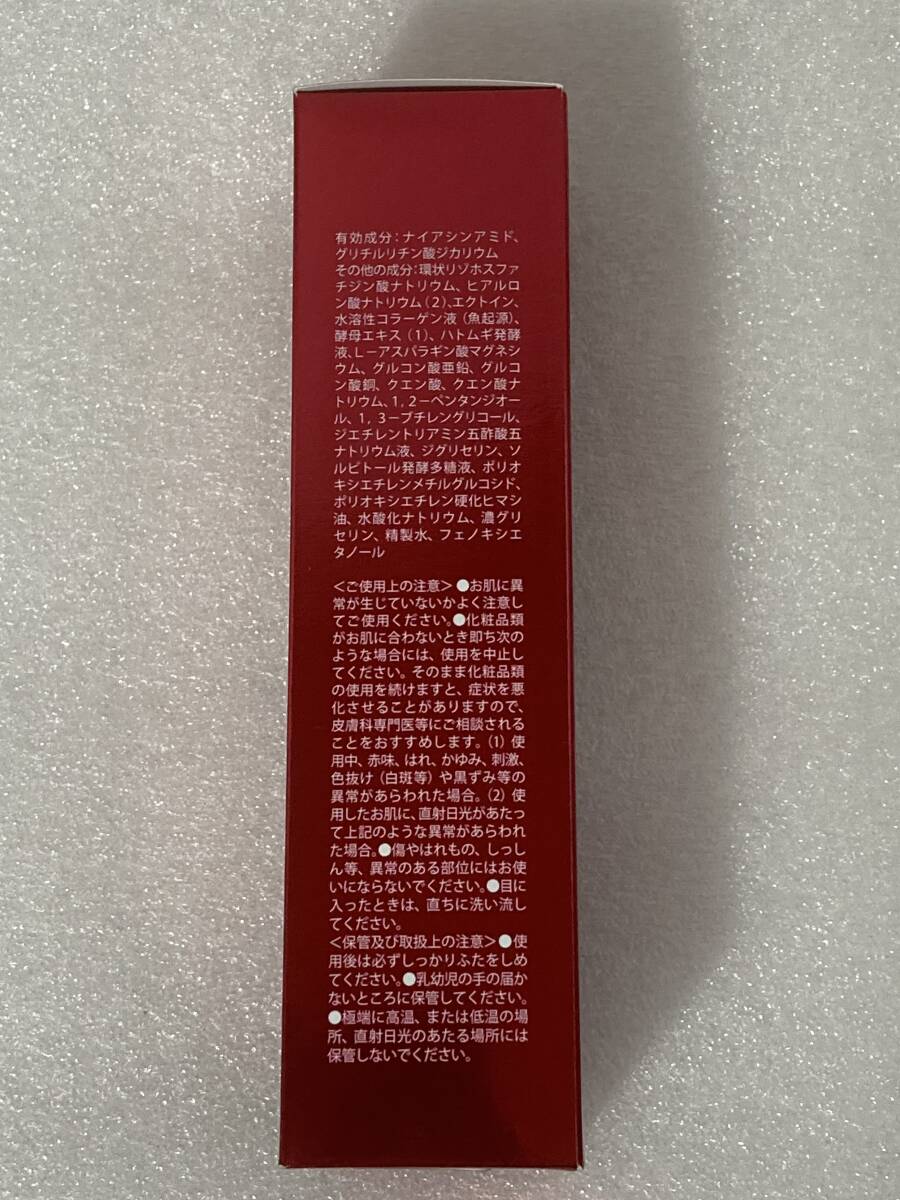 有効成分：ナイアシンアミド、
グリチルリチン酸ジカリウム
その他の成分：環状リゾホスファ
チジン酸ナトリウム、ヒアルロ
ン酸ナトリウム（2）、エクトイン、
水溶性コラーゲン液（魚起源）、
酵母エキス（1）、ハトムギ発酵
液、L－アスパラギン酸マグネシ
ウム、グルコン酸亜鉛、グルコ
ン酸銅、クエン酸、クエン酸ナ
トリウム、1，2－ペンタンジオー
ル、1，3－ブチレングリコール、
ジエチレントリアミン五酢酸五
ナトリウム液、ジグリセリン、ソ
ルビトール発酵多糖液、ポリオ
キシエチレンメチルグルコシド、
ポリオキシエチレン硬化ヒマシ
油、水酸化ナトリウム、濃グリ
セリン、精製水、フェノキシエ
タノール
＜ご使用上の注意＞●お肌に異
常が生じていないかよく注意し
てご使用ください。●化粧品類
がお肌に合わないとき即ち次の
ような場合には、使用を中止し
てください。そのまま化粧品類
の使用を続けますと、症状を悪
化させることがありますので、
皮膚科専門医等にご相談される
ことをおすすめします。（1）使
用中、赤味、はれ、かゆみ、刺激、
色抜け（白斑等）や黒ずみ等の
異常があらわれた場合。（2）使
用したお肌に、直射日光があたっ
て上記のような異常があらわれ
た場合。●傷やはれもの、しっし
ん等、異常のある部位にはお使
いにならないでください。●目に
入ったときは、直ちに洗い流し
てください。
＜保管及び取扱上の注意＞●使
用後は必ずしっかりふたをしめ
てください。●乳幼児の手の届か
ないところに保管してください。
●極端に高温、または低温の場
所、直射日光のあたる場所には
保管しないでください。